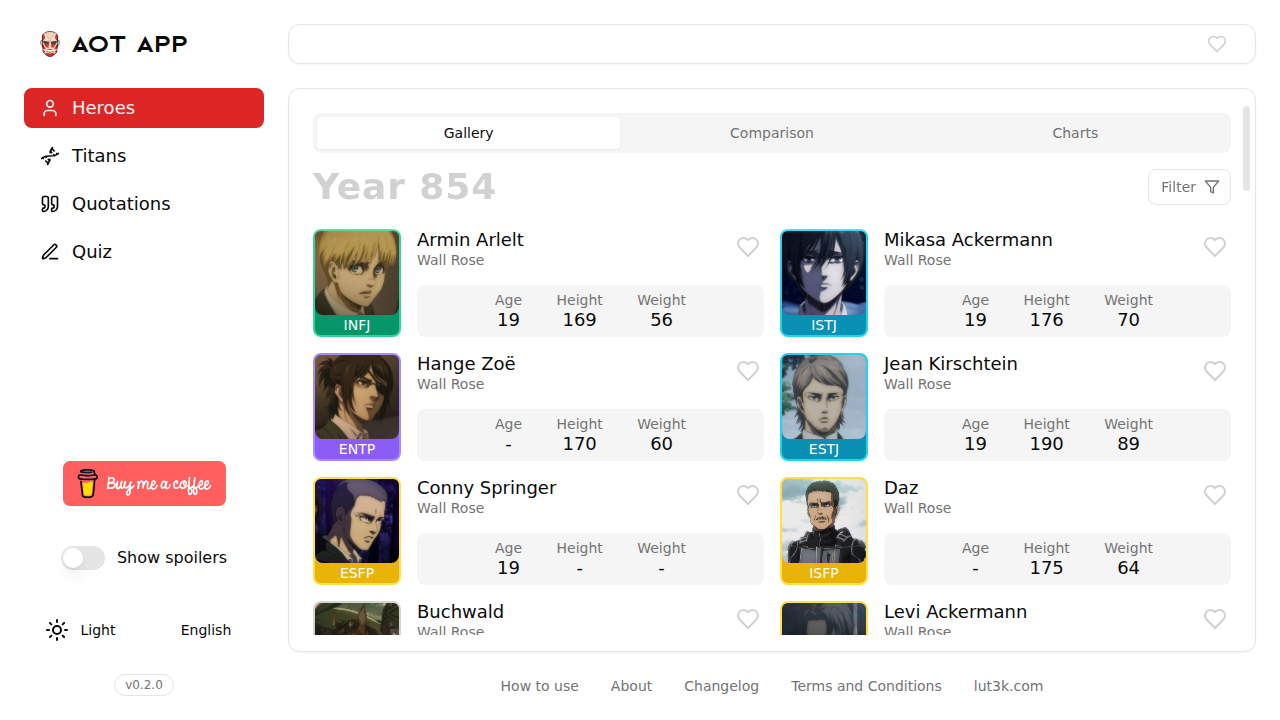 AOT APP
Heroes
Titans
Quotations
Quiz
Buy me a coffee
Show spoilers
Light
English
v0.2.0
Gallery
Comparison
Charts
Year 854
Filter
Armin Arlelt
Wall Rose
Age Height Weight
19 169 56
INFJ
Mikasa Ackermann
Wall Rose
Age Height Weight
19 176 70
ISTJ
Hange Zoë
Wall Rose
Age Height Weight
- 170 60
ENTP
Jean Kirschtein
Wall Rose
Age Height Weight
19 190 89
ESTJ
Conny Springer
Wall Rose
Age Height Weight
19 - -
ESFP
Daz
Wall Rose
Age Height Weight
- 175 64
ISFP
Buchwald
Wall Rose
Levi Ackermann
Wall Rose
How to use
About
Changelog
Terms and Conditions
lut3k.com